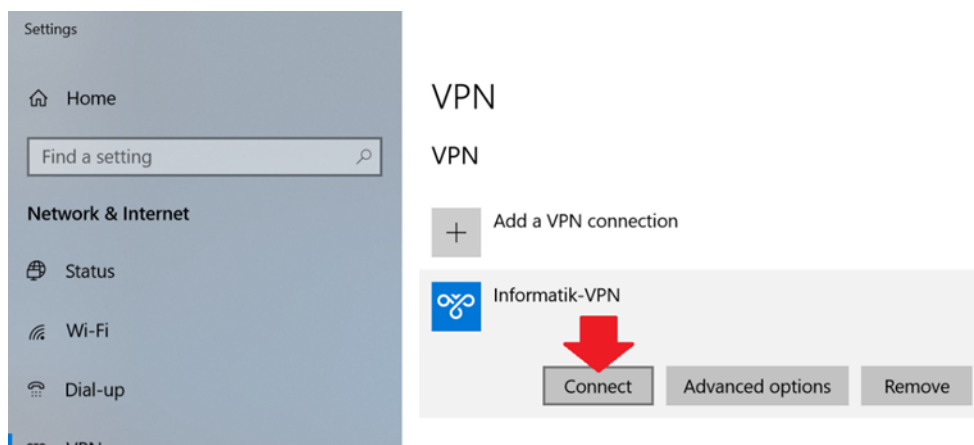 Settings
Home
Find a setting
Network & Internet
Status
Wi-Fi
Dial-up
VPN
VPN
VPN
Add a VPN connection
Informatik-VPN
Connect
Advanced options
Remove